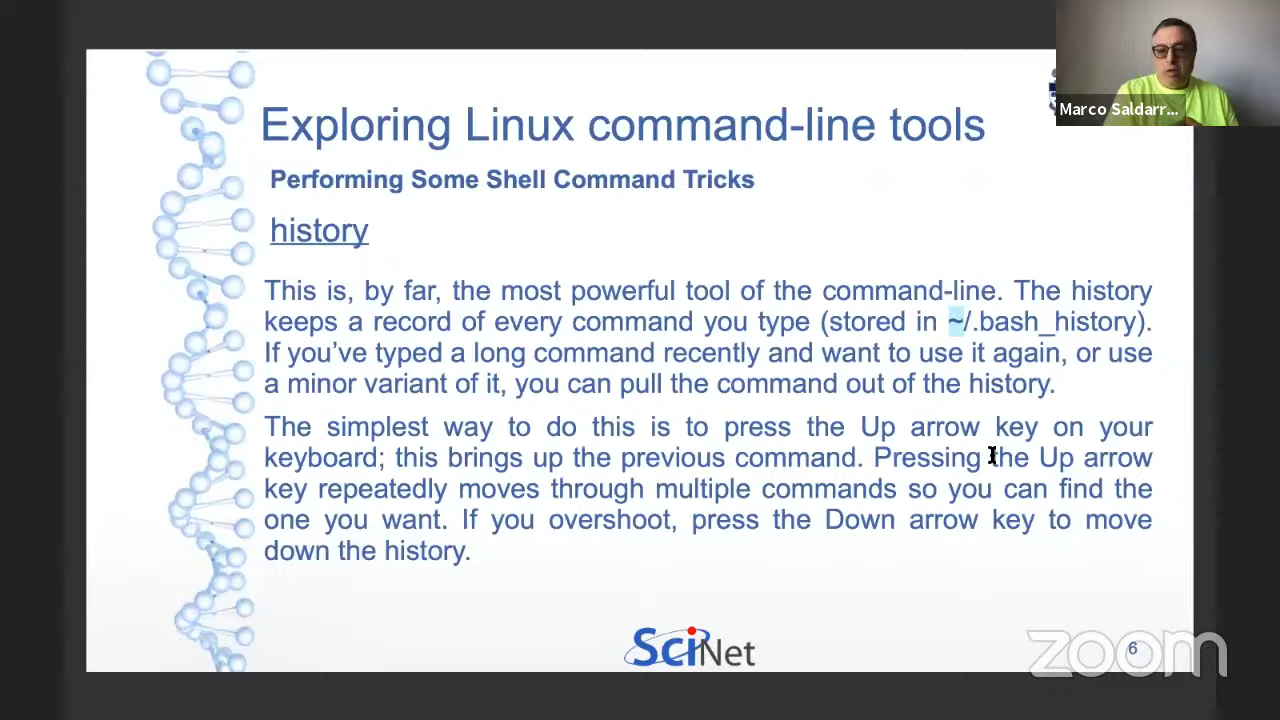 Exploring Linux command-line tools
Marco Saldarr...
Performing Some Shell Command Tricks
history
This is, by far, the most powerful tool of the command-line. The history
keeps a record of every command you type (stored in ~/.bash_history).
If you’ve typed a long command recently and want to use it again, or use
a minor variant of it, you can pull the command out of the history.
The simplest way to do this is to press the Up arrow key on your
keyboard; this brings up the previous command. Pressing the Up arrow
key repeatedly moves through multiple commands so you can find the
one you want. If you overshoot, press the Down arrow key to move
down the history.
SciNet
6
zoom